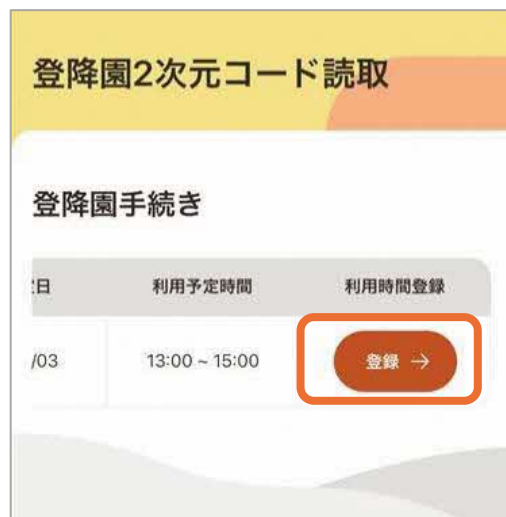 登降園2次元コード読取
登降園手続き
日 利用予定時間 利用時間登録
/03 13:00 ~ 15:00 登録 →